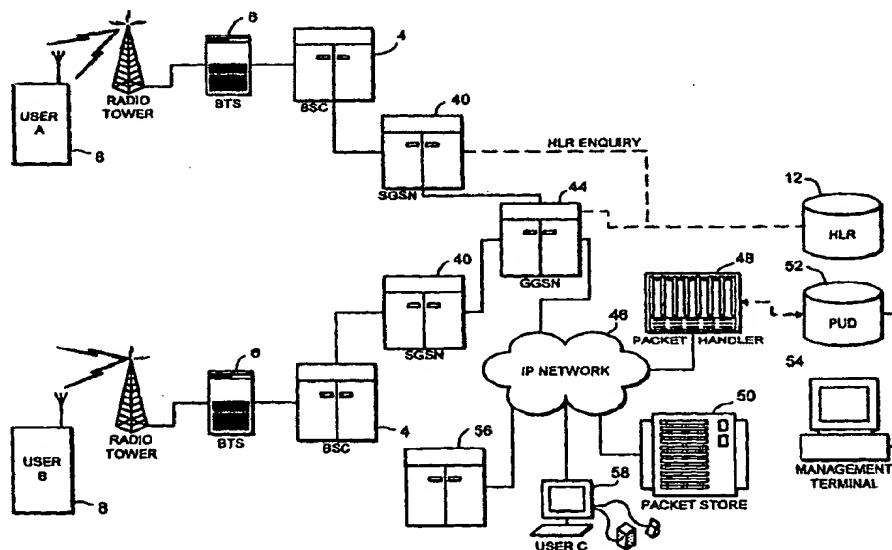 6
4
USER A
8
RADIO TOWER
BTS
BSC
40
SGSN
HLR ENQUIRY
44
GGSN
12
HLR
48
PACKET HANDLER
52
PUD
40
SGSN
46
IP NETWORK
6
54
MANAGEMENT TERMINAL
USER B
8
RADIO TOWER
BTS
BSC
4
56
50
PACKET STORE
58
USER C